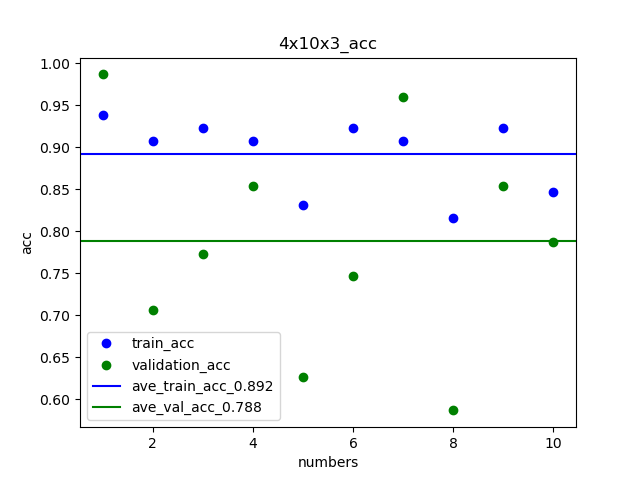 4x10x3_acc
1.00
0.95
0.90
0.85
0.80
0.75
0.70
0.65
0.60
acc
train_acc
validation_acc
ave_train_acc_0.892
ave_val_acc_0.788
2 4 6 8 10
numbers